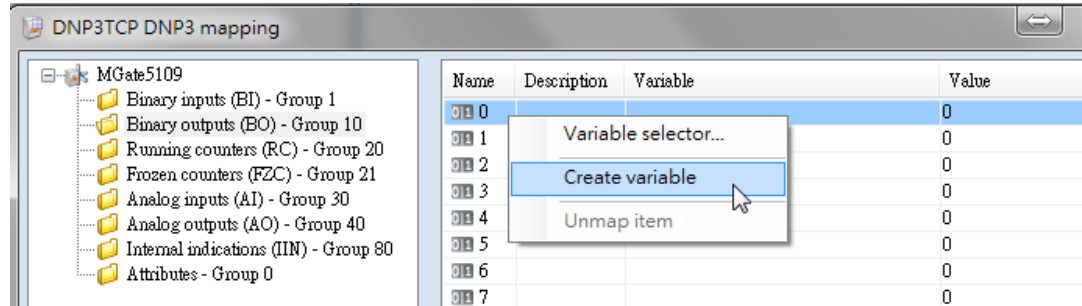 DNP3TCP DNP3 mapping
MGate5109
Binary inputs (BI) - Group 1
Binary outputs (BO) - Group 10
Running counters (RC) - Group 20
Frozen counters (FZC) - Group 21
Analog inputs (AI) - Group 30
Analog outputs (AO) - Group 40
Internal indications (IIN) - Group 80
Attributes - Group 0
Name Description Variable Value
0 0
1 0
2 0
3 0
4 0
5 0
6 0
7 0
Variable selector...
Create variable
Unmap item